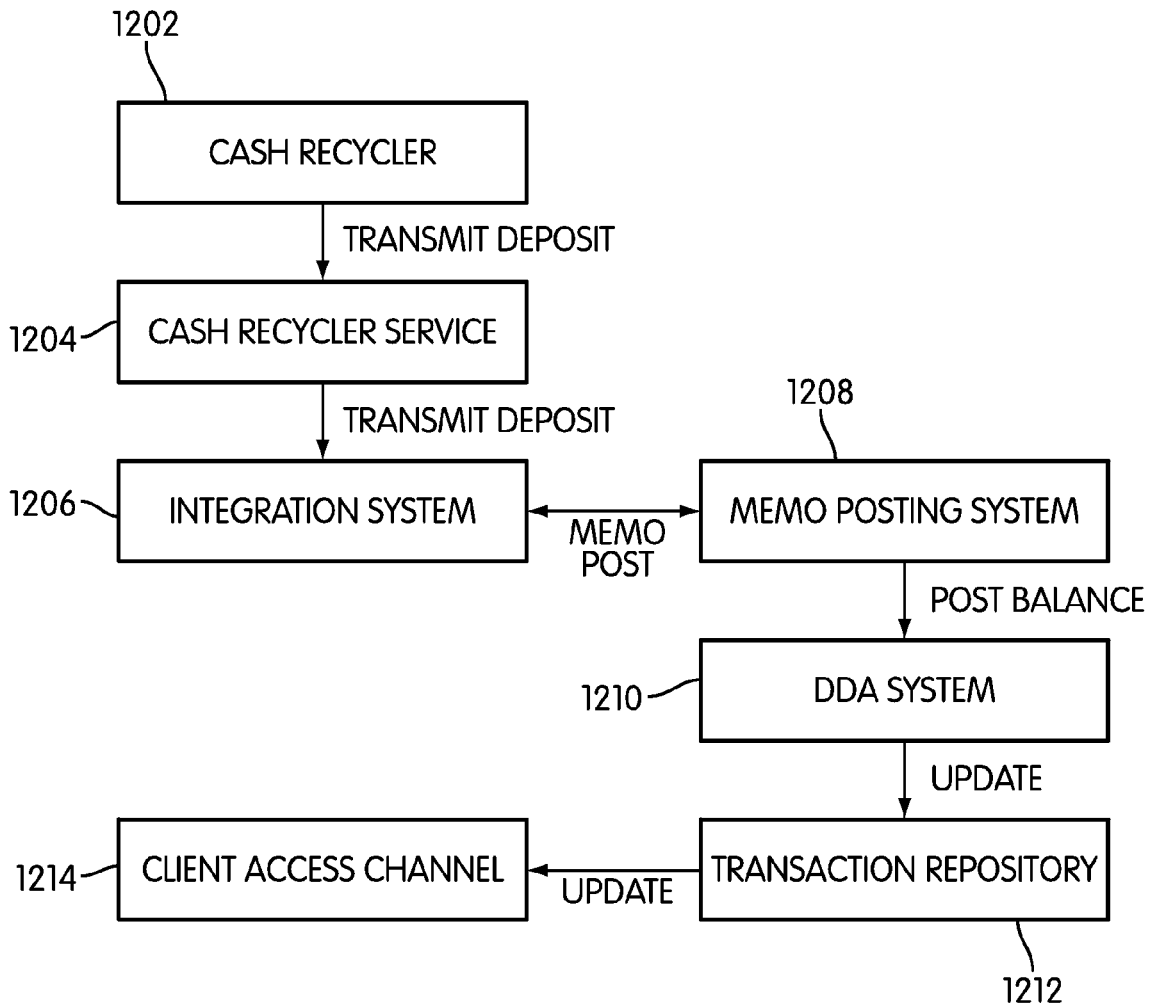 1202
CASH RECYCLER
TRANSMIT DEPOSIT
1204
CASH RECYCLER SERVICE
TRANSMIT DEPOSIT
1208
1206
INTEGRATION SYSTEM
MEMO
POST
MEMO POSTING SYSTEM
POST BALANCE
1210
DDA SYSTEM
UPDATE
1214
CLIENT ACCESS CHANNEL
UPDATE
TRANSACTION REPOSITORY
1212